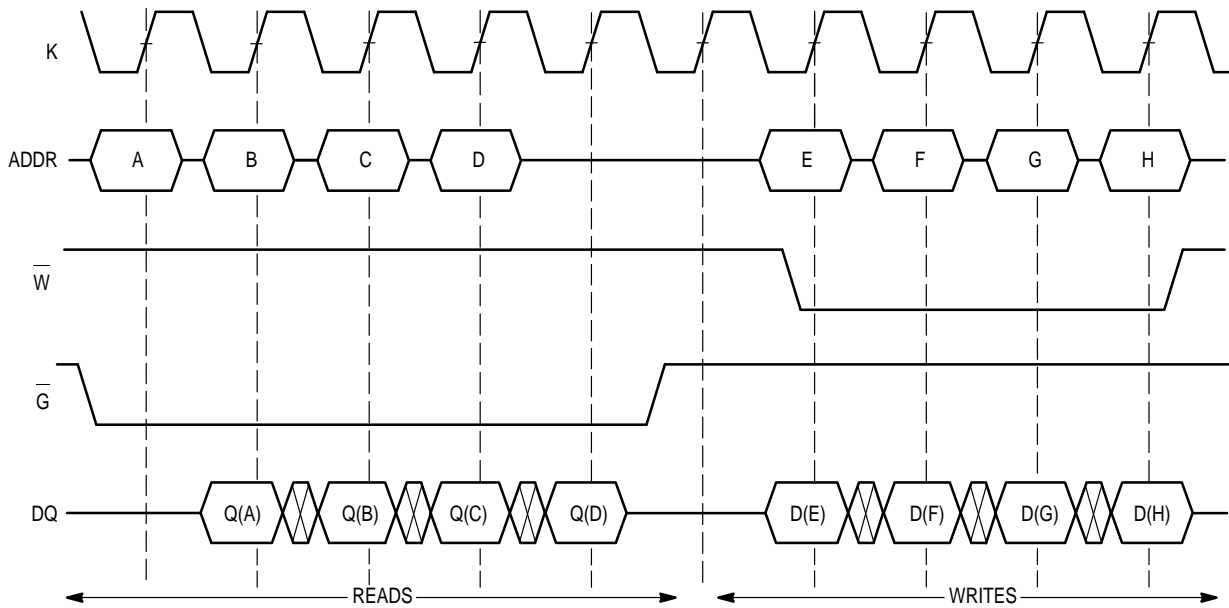 K
ADDR A B C D E F G H
W̅
G̅
DQ Q(A) Q(B) Q(C) Q(D) D(E) D(F) D(G) D(H)
READS WRITES